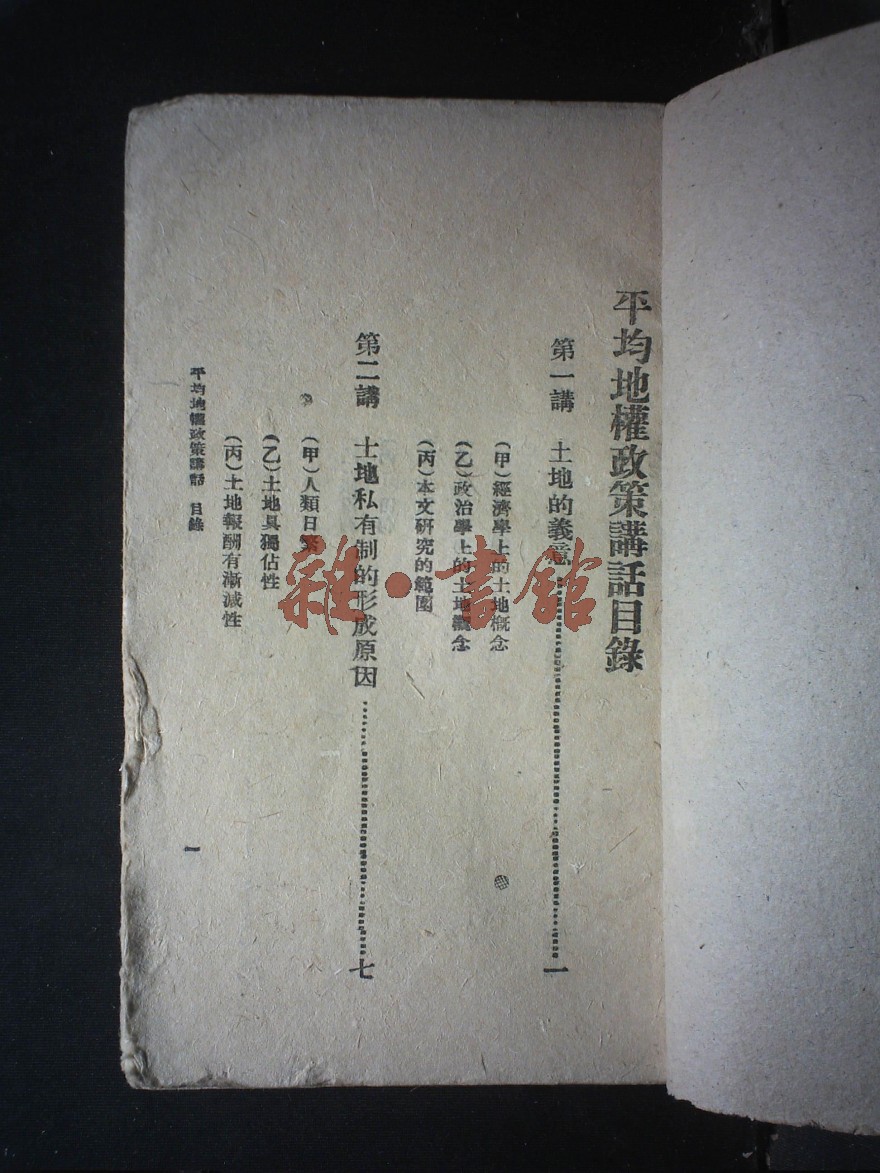 平均地權政策講話目錄
第一講　土地的義意…………一
(甲)經濟學上的土地槪念
(乙)政治學上的土地槪念
(丙)本文硏究的範圍
第二講　土地私有制的形成原因…………七
(甲)人類日繁
(乙)土地具獨佔性
(丙)土地報酬有漸減性
平均地權政策講話　目錄
一
雜·書館